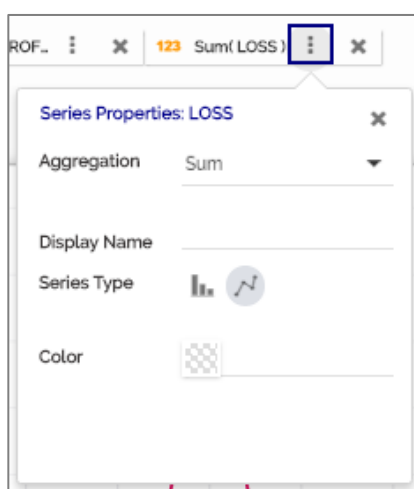 ROF... 123 Sum( LOSS )
Series Properties: LOSS
Aggregation Sum
Display Name
Series Type
Color